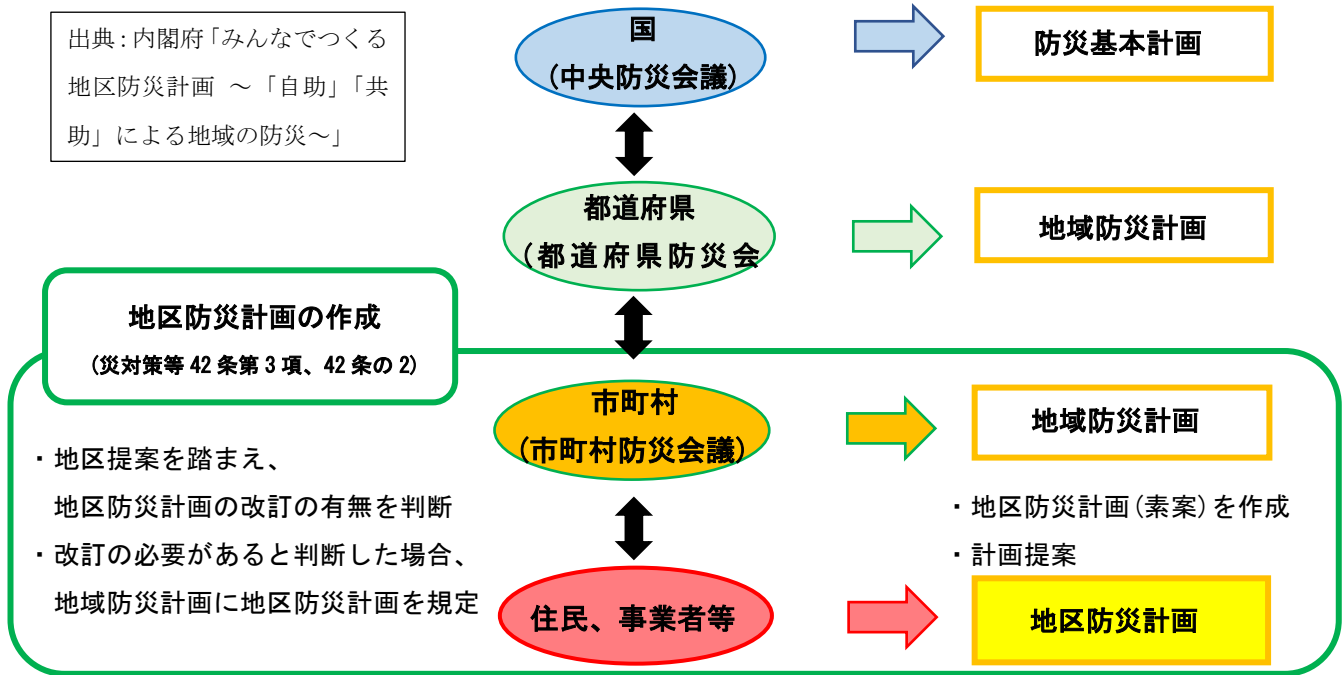 出典：内閣府「みんなでつくる
地区防災計画 ～「自助」「共
助」による地域の防災～」
国
(中央防災会議)
防災基本計画
都道府県
(都道府県防災会
地域防災計画
地区防災計画の作成
(災対策等 42 条第 3 項、42 条の 2)
市町村
(市町村防災会議)
地域防災計画
・地区提案を踏まえ、
地区防災計画の改訂の有無を判断
・改訂の必要があると判断した場合、
地域防災計画に地区防災計画を規定
・地区防災計画(素案)を作成
・計画提案
住民、事業者等
地区防災計画